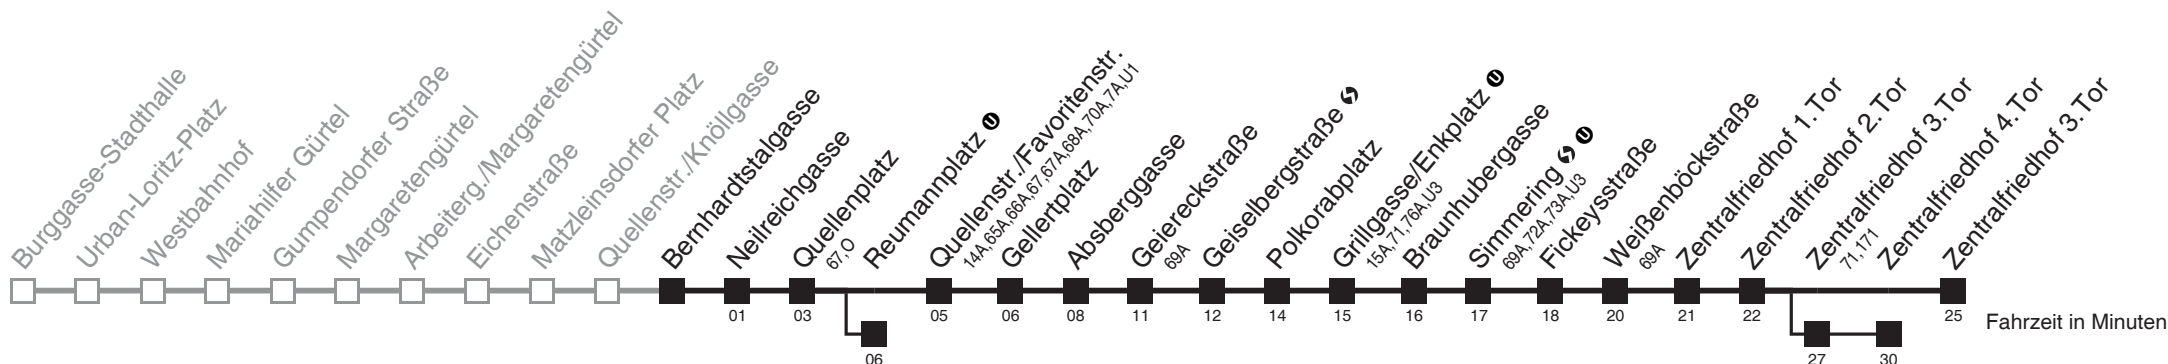 Burggasse-Stadthalle
Urban-Loritz-Platz
Westbahnhof
Mariahilfer Gürtel
Gumpendorfer Straße
Margaretengürtel
Arbeiterg./Margaretengürtel
Eichenstraße
Matzleinsdorfer Platz
Quellenstr./Knöllgasse
Bernhardtstalgasse
Neilreichgasse
Quellenplatz
67,O
Reumannplatz U
Quellenstr./Favoritenstr.
14A,65A,66A,67,67A,68A,70A,7A,U1
Gellertplatz
Absberggasse
Geiereckstraße
69A
Geiselbergstraße S
Polkorabplatz
Grillgasse/Enkplatz U
15A,71,76A,U3
Braunhubergasse
Simmering S U
69A,72A,73A,U3
Fickeysstraße
Weißenböckstraße
69A
Zentralfriedhof 1.Tor
Zentralfriedhof 2.Tor
Zentralfriedhof 3.Tor
71,171
Zentralfriedhof 4.Tor
Zentralfriedhof 3.Tor
01 03 05 06 08 11 12 14 15 16 17 18 20 21 22 25
Fahrzeit in Minuten
06 27 30